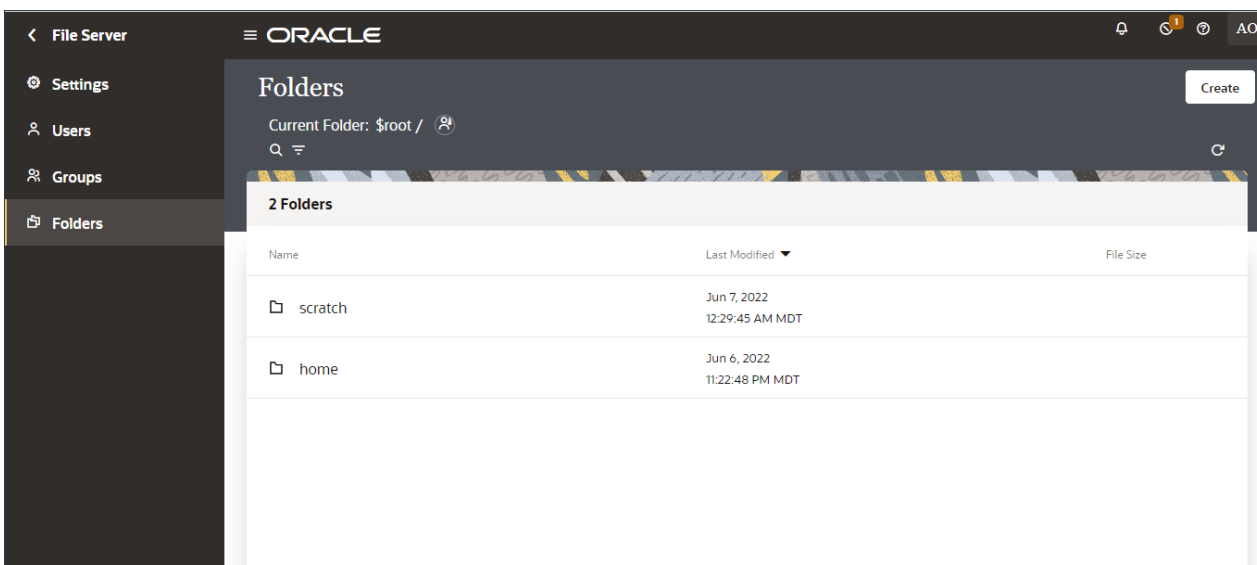 File Server
ORACLE
1
AO
Settings
Users
Groups
Folders
Folders
Create
Current Folder: $root /
2 Folders
Name Last Modified File Size
scratch Jun 7, 2022
12:29:45 AM MDT
home Jun 6, 2022
11:22:48 PM MDT